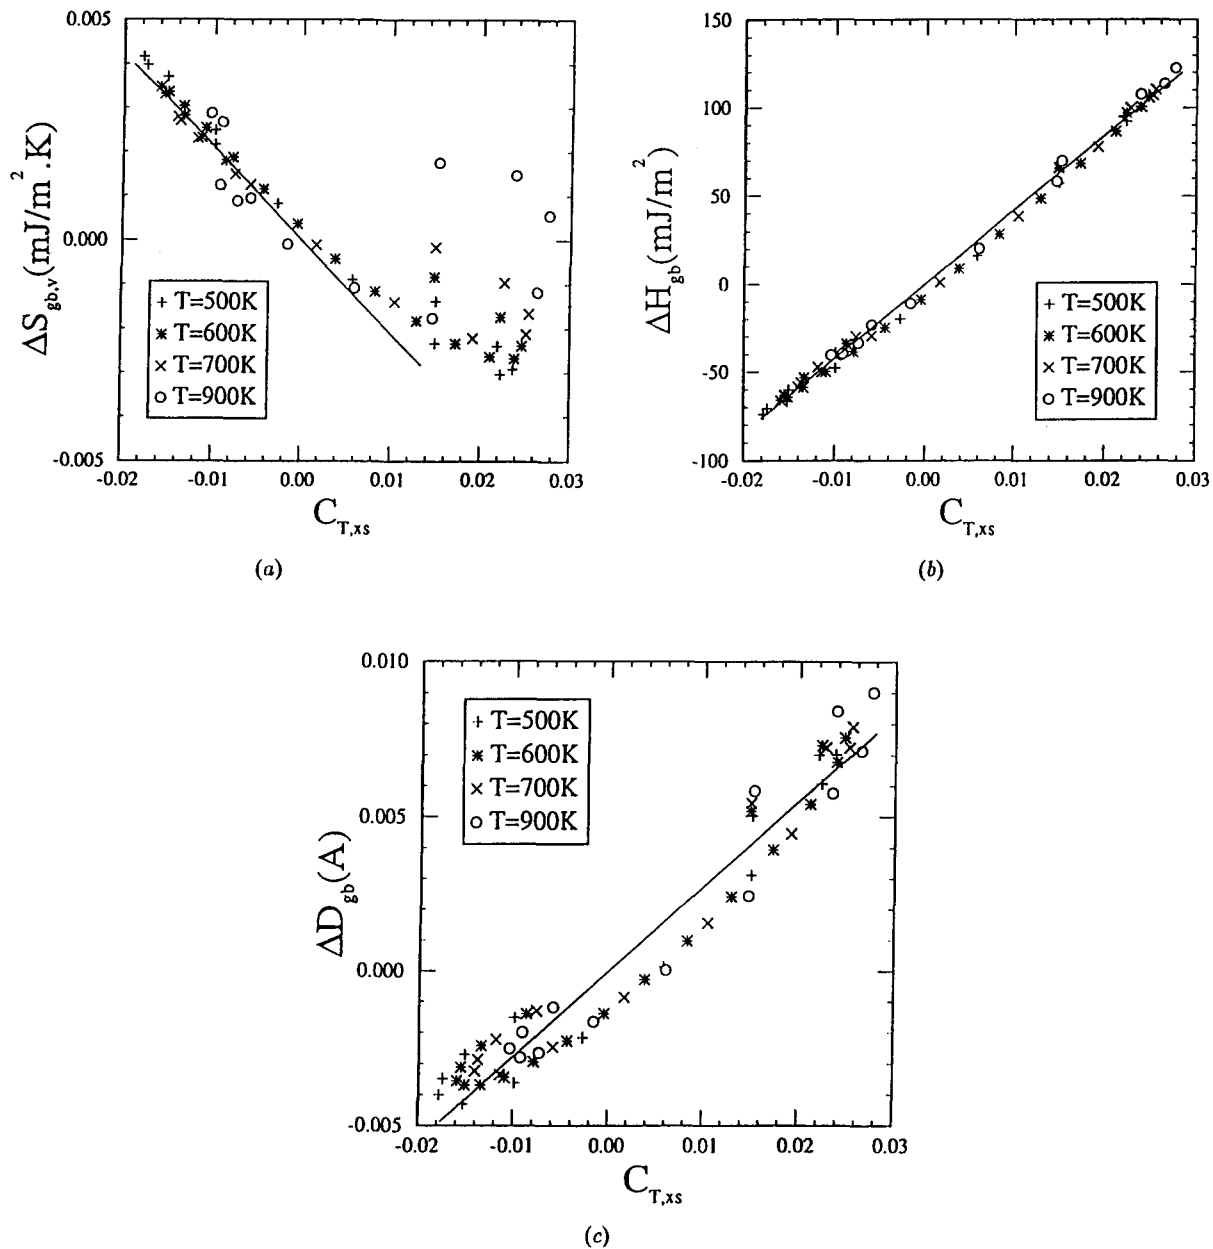 0.005
0.000
-0.005
ΔS_gb,v(mJ/m^2.K)
+ T=500K
* T=600K
× T=700K
o T=900K
-0.02 -0.01 0.00 0.01 0.02 0.03
C_T,xs
(a)
150
100
50
0
-50
-100
ΔH_gb(mJ/m^2)
+ T=500K
* T=600K
× T=700K
o T=900K
-0.02 -0.01 0.00 0.01 0.02 0.03
C_T,xs
(b)
0.010
0.005
0.000
-0.005
ΔD_gb(A)
+ T=500K
* T=600K
× T=700K
o T=900K
-0.02 -0.01 0.00 0.01 0.02 0.03
C_T,xs
(c)